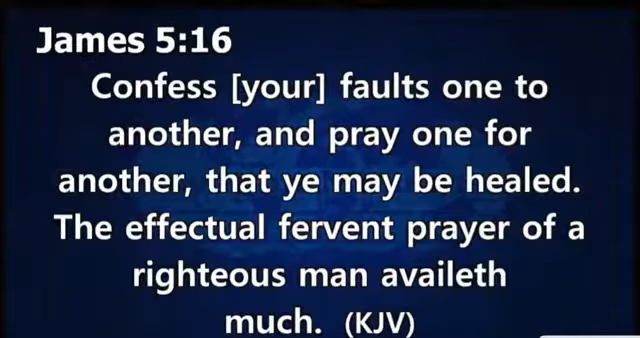 James 5:16
Confess [your] faults one to
another, and pray one for
another, that ye may be healed.
The effectual fervent prayer of a
righteous man availeth
much. (KJV)